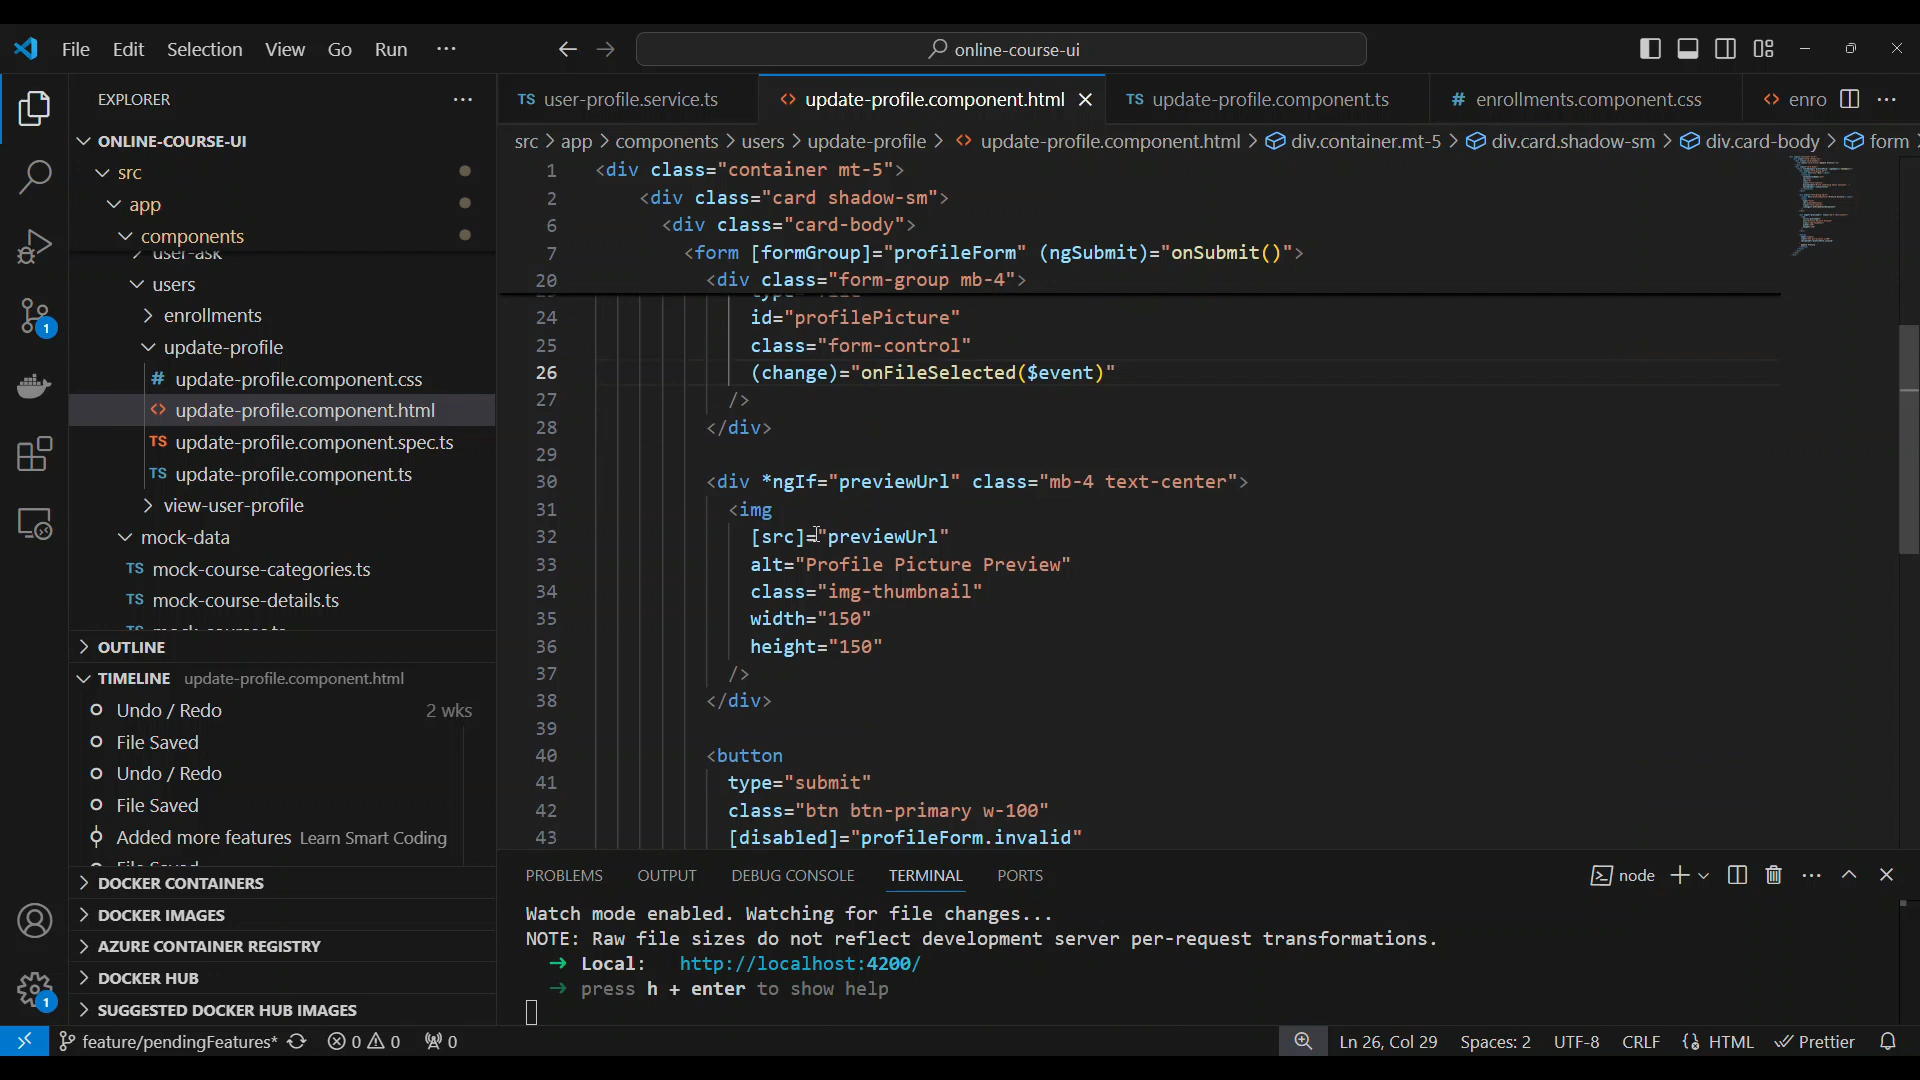 File Edit Selection View Go Run ···
online-course-ui
EXPLORER ···
ONLINE-COURSE-UI
src
app
components
user-ask
users
enrollments
update-profile
# update-profile.component.css
<> update-profile.component.html
TS update-profile.component.spec.ts
TS update-profile.component.ts
view-user-profile
mock-data
TS mock-course-categories.ts
TS mock-course-details.ts
OUTLINE
TIMELINE update-profile.component.html
Undo / Redo 2 wks
File Saved
Undo / Redo
File Saved
Added more features Learn Smart Coding
File Saved
DOCKER CONTAINERS
DOCKER IMAGES
AZURE CONTAINER REGISTRY
DOCKER HUB
SUGGESTED DOCKER HUB IMAGES
TS user-profile.service.ts <> update-profile.component.html TS update-profile.component.ts # enrollments.component.css <> enro ···
src > app > components > users > update-profile > <> update-profile.component.html > div.container.mt-5 > div.card.shadow-sm > div.card-body > form >
1 <div class="container mt-5">
2 <div class="card shadow-sm">
6 <div class="card-body">
7 <form [formGroup]="profileForm" (ngSubmit)="onSubmit()">
20 <div class="form-group mb-4">
24 id="profilePicture"
25 class="form-control"
26 (change)="onFileSelected($event)"
27 />
28 </div>
29
30 <div *ngIf="previewUrl" class="mb-4 text-center">
31 <img
32 [src]="previewUrl"
33 alt="Profile Picture Preview"
34 class="img-thumbnail"
35 width="150"
36 height="150"
37 />
38 </div>
39
40 <button
41 type="submit"
42 class="btn btn-primary w-100"
43 [disabled]="profileForm.invalid"
PROBLEMS OUTPUT DEBUG CONSOLE TERMINAL PORTS node ···
Watch mode enabled. Watching for file changes...
NOTE: Raw file sizes do not reflect development server per-request transformations.
➜ Local: http://localhost:4200/
➜ press h + enter to show help
1
1
feature/pendingFeatures* 0 0 0 Ln 26, Col 29 Spaces: 2 UTF-8 CRLF {} HTML Prettier